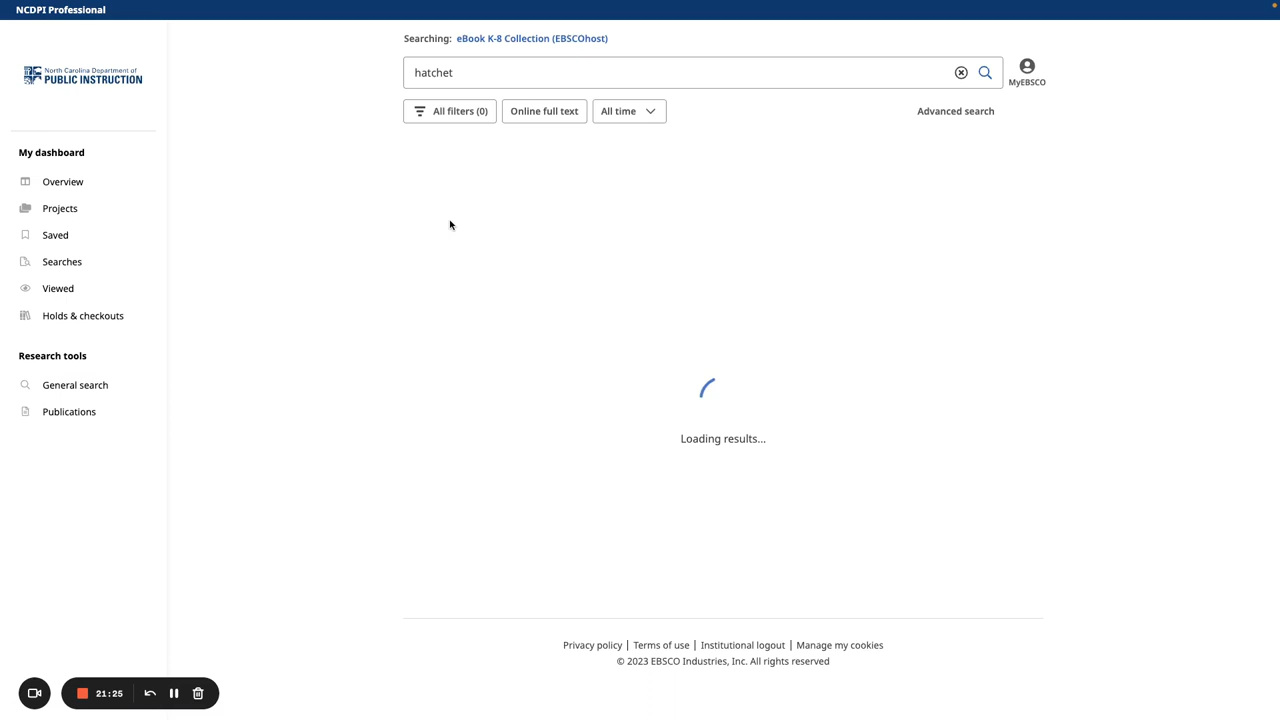 NCDPI Professional
North Carolina Department of
PUBLIC INSTRUCTION
My dashboard
Overview
Projects
Saved
Searches
Viewed
Holds & checkouts
Research tools
General search
Publications
Searching: eBook K-8 Collection (EBSCOhost)
hatchet
MyEBSCO
All filters (0)
Online full text
All time
Advanced search
Loading results...
Privacy policy | Terms of use | Institutional logout | Manage my cookies
© 2023 EBSCO Industries, Inc. All rights reserved
21:25